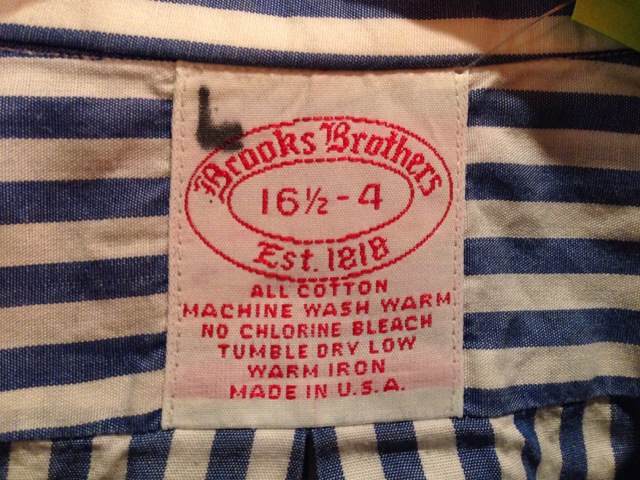 L
Brooks Brothers
16½-4
Est. 1818
ALL COTTON
MACHINE WASH WARM
NO CHLORINE BLEACH
TUMBLE DRY LOW
WARM IRON
MADE IN U.S.A.